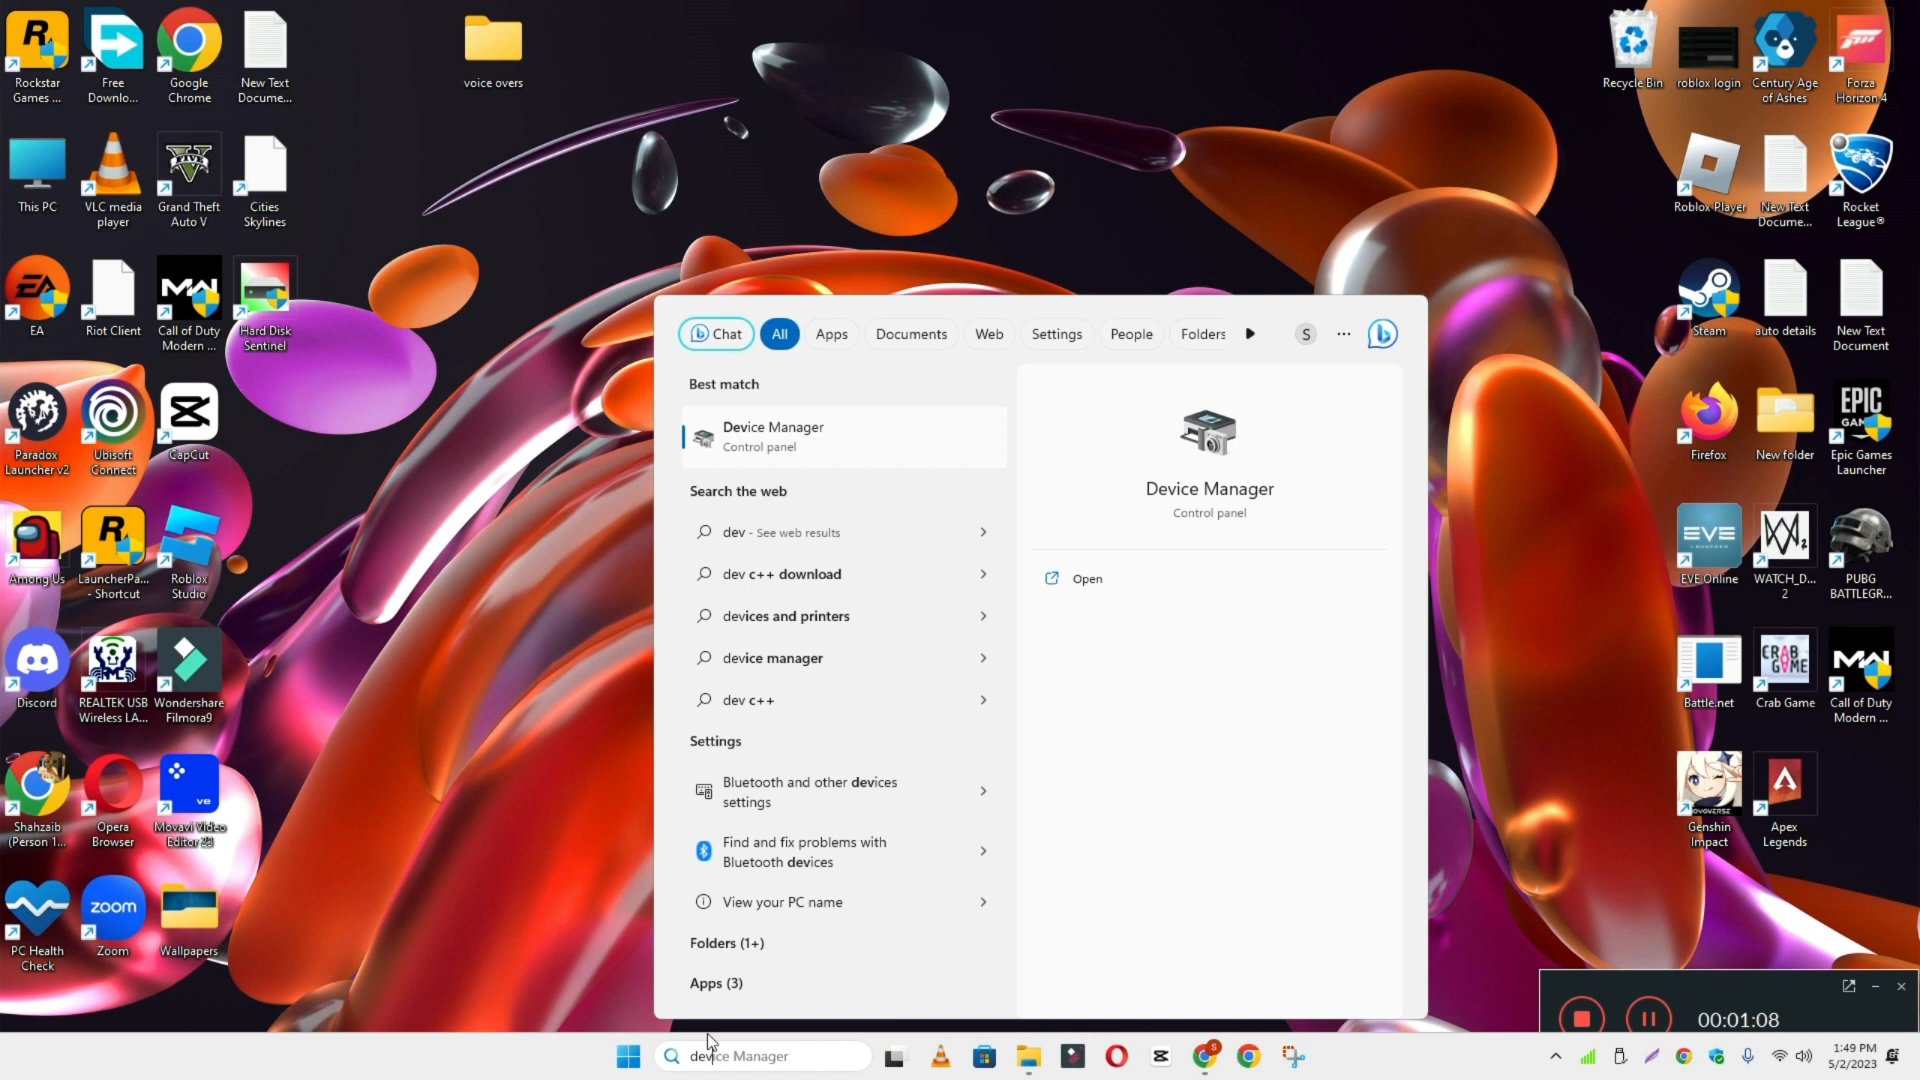 Rockstar
Games ...
Free
Downlo...
Google
Chrome
New Text
Docume...
voice overs
Recycle Bin
roblox login
Century Age
of Ashes
Forza
Horizon 4
This PC
VLC media
player
Grand Theft
Auto V
Cities
Skylines
Roblox Player
New Text
Docume...
Rocket
League®
EA
Riot Client
Call of Duty
Modern ...
Hard Disk
Sentinel
Steam
auto details
New Text
Document
Paradox
Launcher v2
Ubisoft
Connect
CapCut
Firefox
New folder
EPIC
GAM
Epic Games
Launcher
Among Us
LauncherPa...
- Shortcut
Roblox
Studio
EVE
EVE Online
WATCH_D...
2
PUBG
BATTLEGR...
Discord
REALTEK USB
Wireless LA...
Wondershare
Filmora9
Battle.net
CRAB
GAME
Crab Game
Call of Duty
Modern ...
Shahzaib
(Person 1...
Opera
Browser
ve
Movavi Video
Editor 23
Genshin
Impact
Apex
Legends
PC Health
Check
zoom
Zoom
Wallpapers
Chat
All
Apps
Documents
Web
Settings
People
Folders
S
Best match
Device Manager
Control panel
Search the web
dev - See web results
dev c++ download
devices and printers
device manager
dev c++
Settings
Bluetooth and other devices
settings
Find and fix problems with
Bluetooth devices
View your PC name
Folders (1+)
Apps (3)
Device Manager
Control panel
Open
00:01:08
device Manager
1:49 PM
5/2/2023